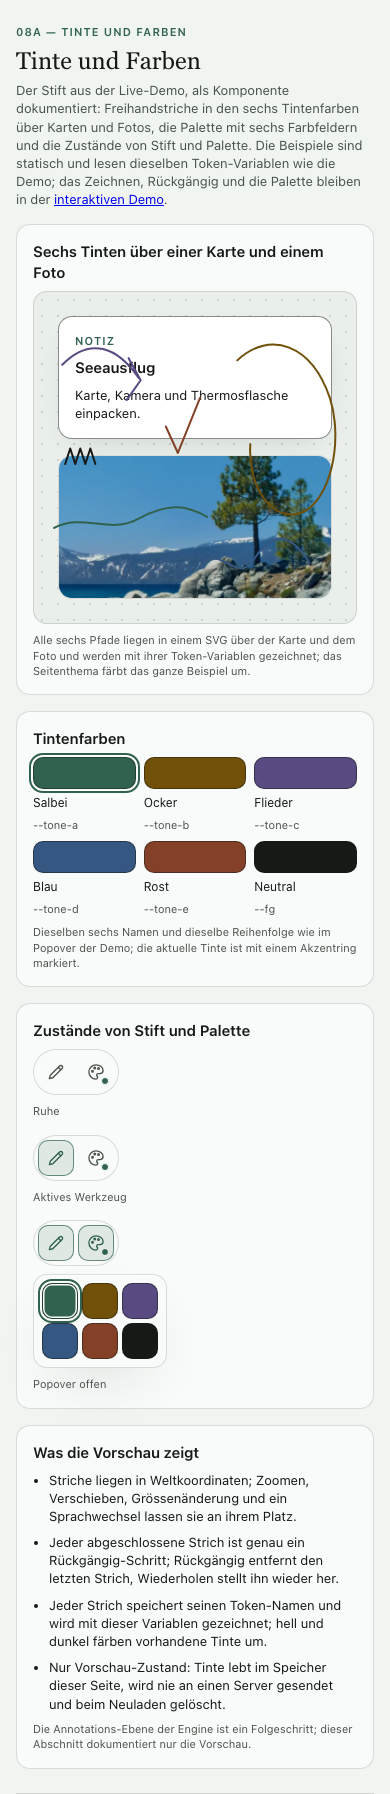 08A — TINTE UND FARBEN
Tinte und Farben
Der Stift aus der Live-Demo, als Komponente
dokumentiert: Freihandstriche in den sechs Tintenfarben
über Karten und Fotos, die Palette mit sechs Farbfeldern
und die Zustände von Stift und Palette. Die Beispiele sind
statisch und lesen dieselben Token-Variablen wie die
Demo; das Zeichnen, Rückgängig und die Palette bleiben
in der interaktiven Demo.
Sechs Tinten über einer Karte und einem
Foto
NOTIZ
Seeausflug
Karte, Kamera und Thermosflasche
einpacken.
Alle sechs Pfade liegen in einem SVG über der Karte und dem
Foto und werden mit ihrer Token-Variablen gezeichnet; das
Seitenthema färbt das ganze Beispiel um.
Tintenfarben
Salbei
Ocker
Flieder
--tone-a
--tone-b
--tone-c
Blau
Rost
Neutral
--tone-d
--tone-e
--fg
Dieselben sechs Namen und dieselbe Reihenfolge wie im
Popover der Demo; die aktuelle Tinte ist mit einem Akzentring
markiert.
Zustände von Stift und Palette
Ruhe
Aktives Werkzeug
Popover offen
Was die Vorschau zeigt
• Striche liegen in Weltkoordinaten; Zoomen,
Verschieben, Grössenänderung und ein
Sprachwechsel lassen sie an ihrem Platz.
• Jeder abgeschlossene Strich ist genau ein
Rückgängig-Schritt; Rückgängig entfernt den
letzten Strich, Wiederholen stellt ihn wieder her.
• Jeder Strich speichert seinen Token-Namen und
wird mit dieser Variablen gezeichnet; hell und
dunkel färben vorhandene Tinte um.
• Nur Vorschau-Zustand: Tinte lebt im Speicher
dieser Seite, wird nie an einen Server gesendet
und beim Neuladen gelöscht.
Die Annotations-Ebene der Engine ist ein Folgeschritt; dieser
Abschnitt dokumentiert nur die Vorschau.